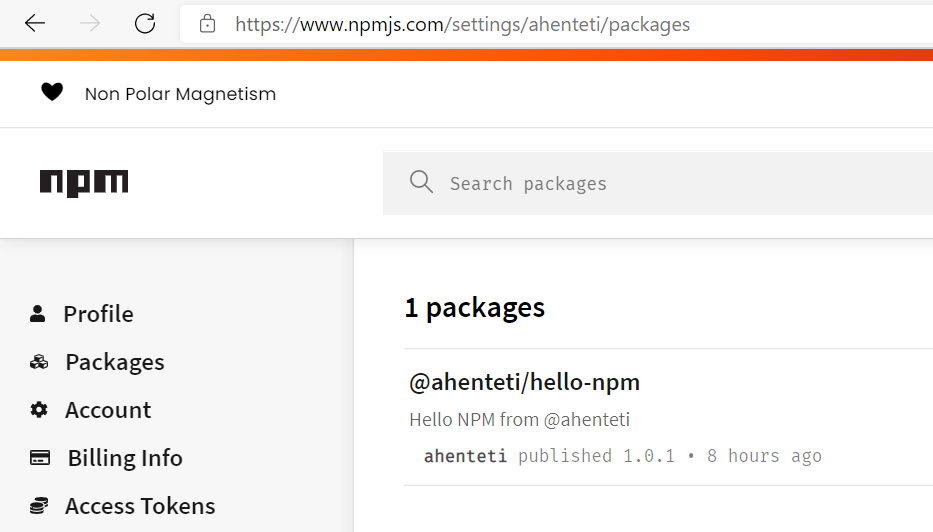 https://www.npmjs.com/settings/ahenteti/packages
Non Polar Magnetism
npm
Search packages
Profile
Packages
Account
Billing Info
Access Tokens
1 packages
@ahenteti/hello-npm
Hello NPM from @ahenteti
ahenteti published 1.0.1 • 8 hours ago